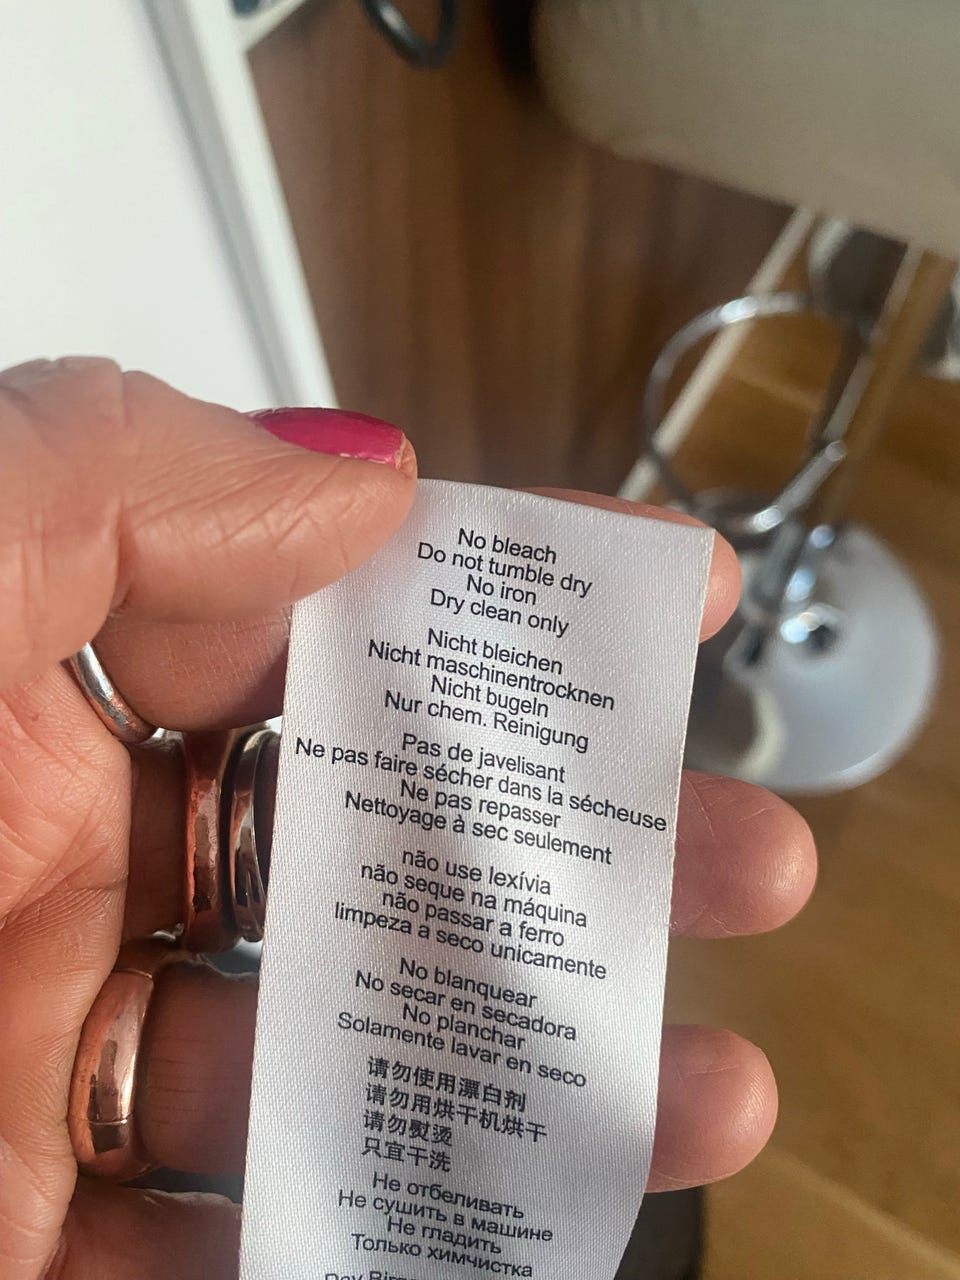 No bleach
Do not tumble dry
No iron
Dry clean only
Nicht bleichen
Nicht maschinentrocknen
Nicht bugeln
Nur chem. Reinigung
Pas de javelisant
Ne pas faire sécher dans la sécheuse
Ne pas repasser
Nettoyage à sec seulement
não use lexívia
não seque na máquina
não passar a ferro
limpeza a seco unicamente
No blanquear
No secar en secadora
No planchar
Solamente lavar en seco
请勿使用漂白剂
请勿用烘干机烘干
请勿熨烫
只宜干洗
Не отбеливать
Не сушить в машине
Не гладить
Только химчистка